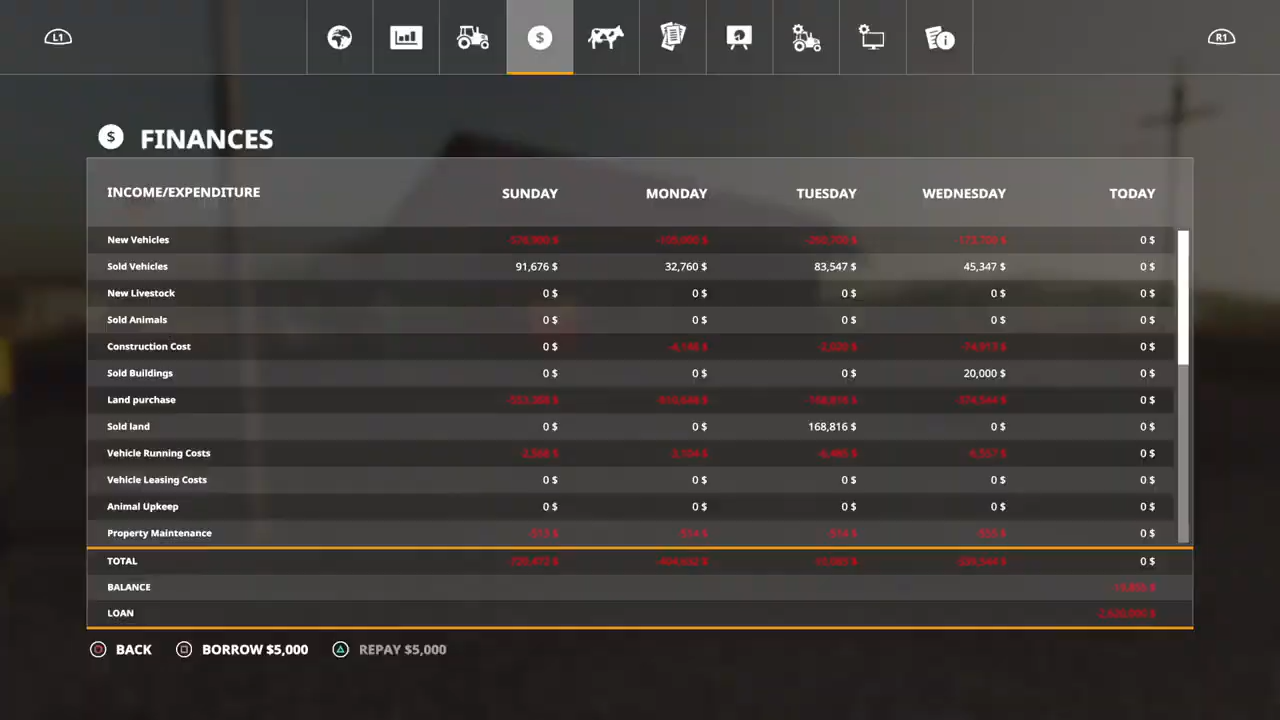 L1
R1
$ FINANCES
INCOME/EXPENDITURE SUNDAY MONDAY TUESDAY WEDNESDAY TODAY
New Vehicles 0 $
Sold Vehicles 91,676 $ 32,760 $ 83,547 $ 45,347 $ 0 $
New Livestock 0 $ 0 $ 0 $ 0 $ 0 $
Sold Animals 0 $ 0 $ 0 $ 0 $ 0 $
Construction Cost 0 $ 0 $
Sold Buildings 0 $ 0 $ 0 $ 20,000 $ 0 $
Land purchase 0 $
Sold land 0 $ 0 $ 168,816 $ 0 $ 0 $
Vehicle Running Costs 0 $
Vehicle Leasing Costs 0 $ 0 $ 0 $ 0 $ 0 $
Animal Upkeep 0 $ 0 $ 0 $ 0 $ 0 $
Property Maintenance -513 $ -514 $ -514 $ 0 $
TOTAL 0 $
BALANCE
LOAN
BACK BORROW $5,000 REPAY $5,000